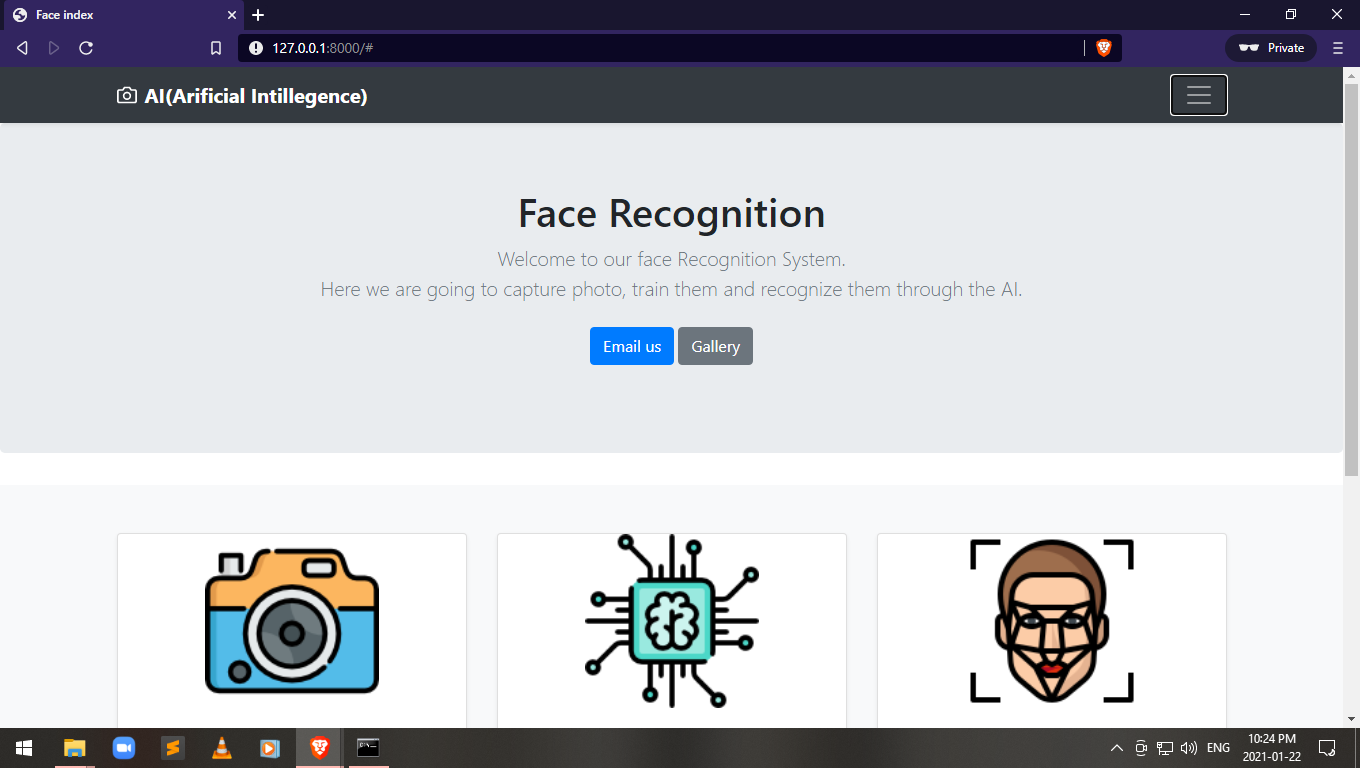 Face index
127.0.0.1:8000/#
Private
AI(Arificial Intillegence)
Face Recognition
Welcome to our face Recognition System.
Here we are going to capture photo, train them and recognize them through the AI.
Email us
Gallery
ENG
10:24 PM
2021-01-22